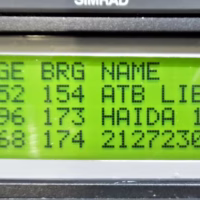 SIMRAD
GE BRG NAME
52 154 ATB LIB
96 173 HAIDA 1
68 174 2127230